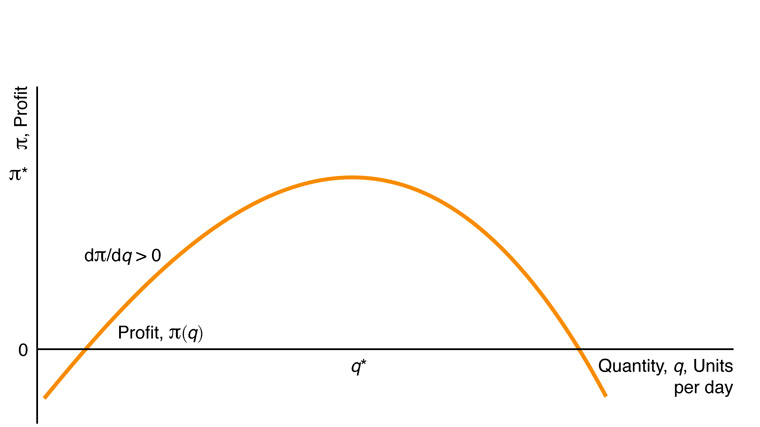 π, Profit
π*
dπ/dq > 0
Profit, π(q)
0
q*
Quantity, q, Units
per day